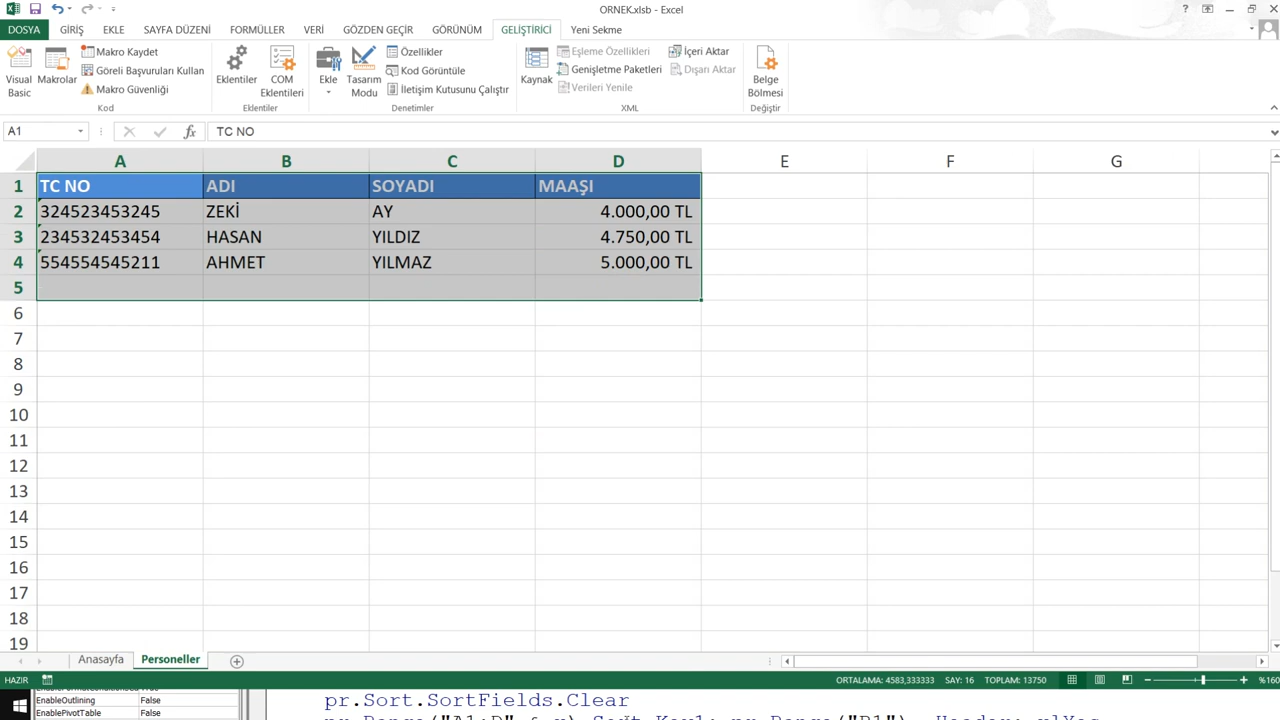 ORNEK.xlsb - Excel
DOSYA GİRİŞ EKLE SAYFA DÜZENİ FORMÜLLER VERİ GÖZDEN GEÇİR GÖRÜNÜM GELİŞTİRİCİ Yeni Sekme
Visual Basic
Makrolar
Makro Kaydet
Göreli Başvuruları Kullan
Makro Güvenliği
Kod
Eklentiler
COM Eklentileri
Eklentiler
Ekle
Tasarım Modu
Özellikler
Kod Görüntüle
İletişim Kutusunu Çalıştır
Denetimler
Kaynak
Eşleme Özellikleri
Genişletme Paketleri
Verileri Yenile
İçeri Aktar
Dışarı Aktar
XML
Belge Bölmesi
Değiştir
A1 fx TC NO
A B C D E F G
1 TC NO ADI SOYADI MAAŞI
2 324523453245 ZEKİ AY 4.000,00 TL
3 234532453454 HASAN YILDIZ 4.750,00 TL
4 554554545211 AHMET YILMAZ 5.000,00 TL
5
6
7
8
9
10
11
12
13
14
15
16
17
18
19
Anasayfa Personeller
HAZIR ORTALAMA: 4583,333333 SAY: 16 TOPLAM: 13750 %160
EnableOutlining False
EnablePivotTable False
pr.Sort.SortFields.Clear